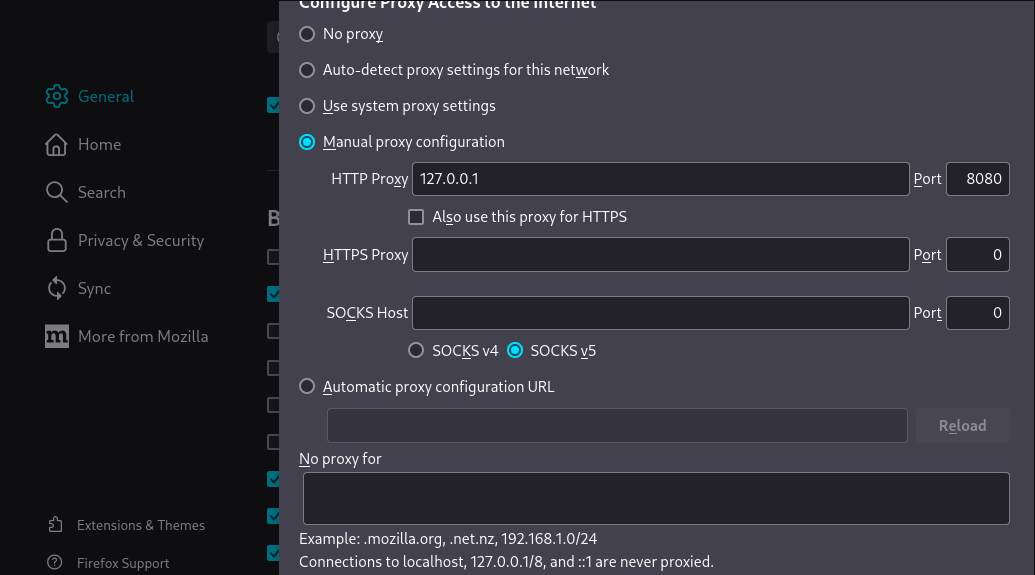 Configure Proxy Access to the Internet
No proxy
Auto-detect proxy settings for this network
Use system proxy settings
Manual proxy configuration
HTTP Proxy 127.0.0.1 Port 8080
Also use this proxy for HTTPS
HTTPS Proxy Port 0
SOCKS Host Port 0
SOCKS v4 SOCKS v5
Automatic proxy configuration URL
Reload
No proxy for
Example: .mozilla.org, .net.nz, 192.168.1.0/24
Connections to localhost, 127.0.0.1/8, and ::1 are never proxied.
General
Home
Search
Privacy & Security
Sync
m More from Mozilla
Extensions & Themes
Firefox Support
B